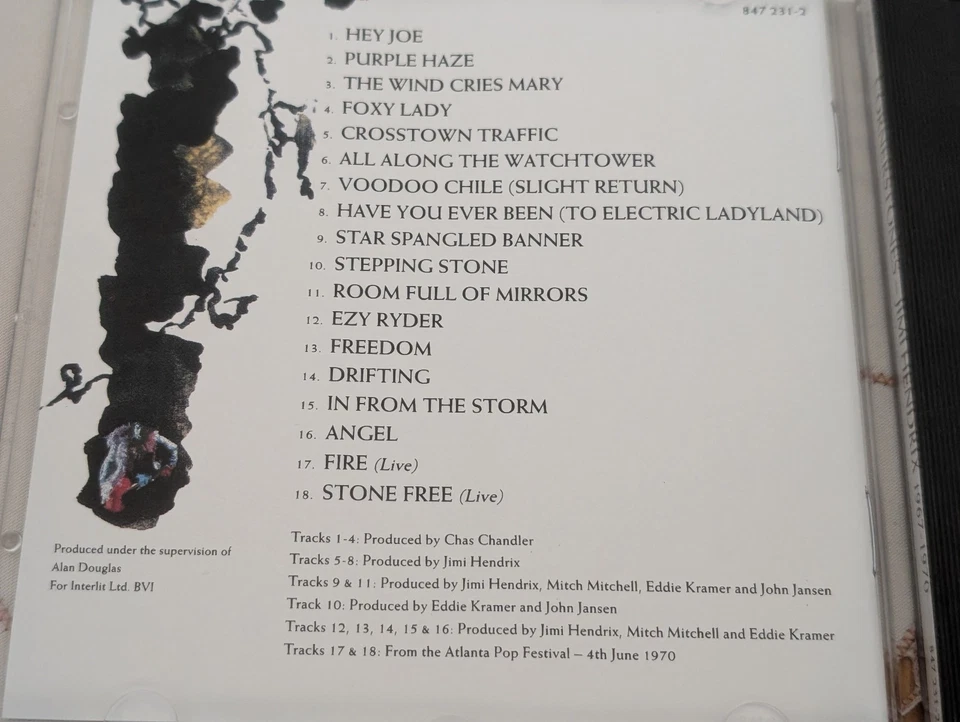 847 231-2
1. HEY JOE
2. PURPLE HAZE
3. THE WIND CRIES MARY
4. FOXY LADY
5. CROSSTOWN TRAFFIC
6. ALL ALONG THE WATCHTOWER
7. VOODOO CHILE (SLIGHT RETURN)
8. HAVE YOU EVER BEEN (TO ELECTRIC LADYLAND)
9. STAR SPANGLED BANNER
10. STEPPING STONE
11. ROOM FULL OF MIRRORS
12. EZY RYDER
13. FREEDOM
14. DRIFTING
15. IN FROM THE STORM
16. ANGEL
17. FIRE (Live)
18. STONE FREE (Live)
Produced under the supervision of
Alan Douglas
For Interlit Ltd. BVI
Tracks 1-4: Produced by Chas Chandler
Tracks 5-8: Produced by Jimi Hendrix
Tracks 9 & 11: Produced by Jimi Hendrix, Mitch Mitchell, Eddie Kramer and John Jansen
Track 10: Produced by Eddie Kramer and John Jansen
Tracks 12, 13, 14, 15 & 16: Produced by Jimi Hendrix, Mitch Mitchell and Eddie Kramer
Tracks 17 & 18: From the Atlanta Pop Festival – 4th June 1970
JIMI HENDRIX 1967-1970